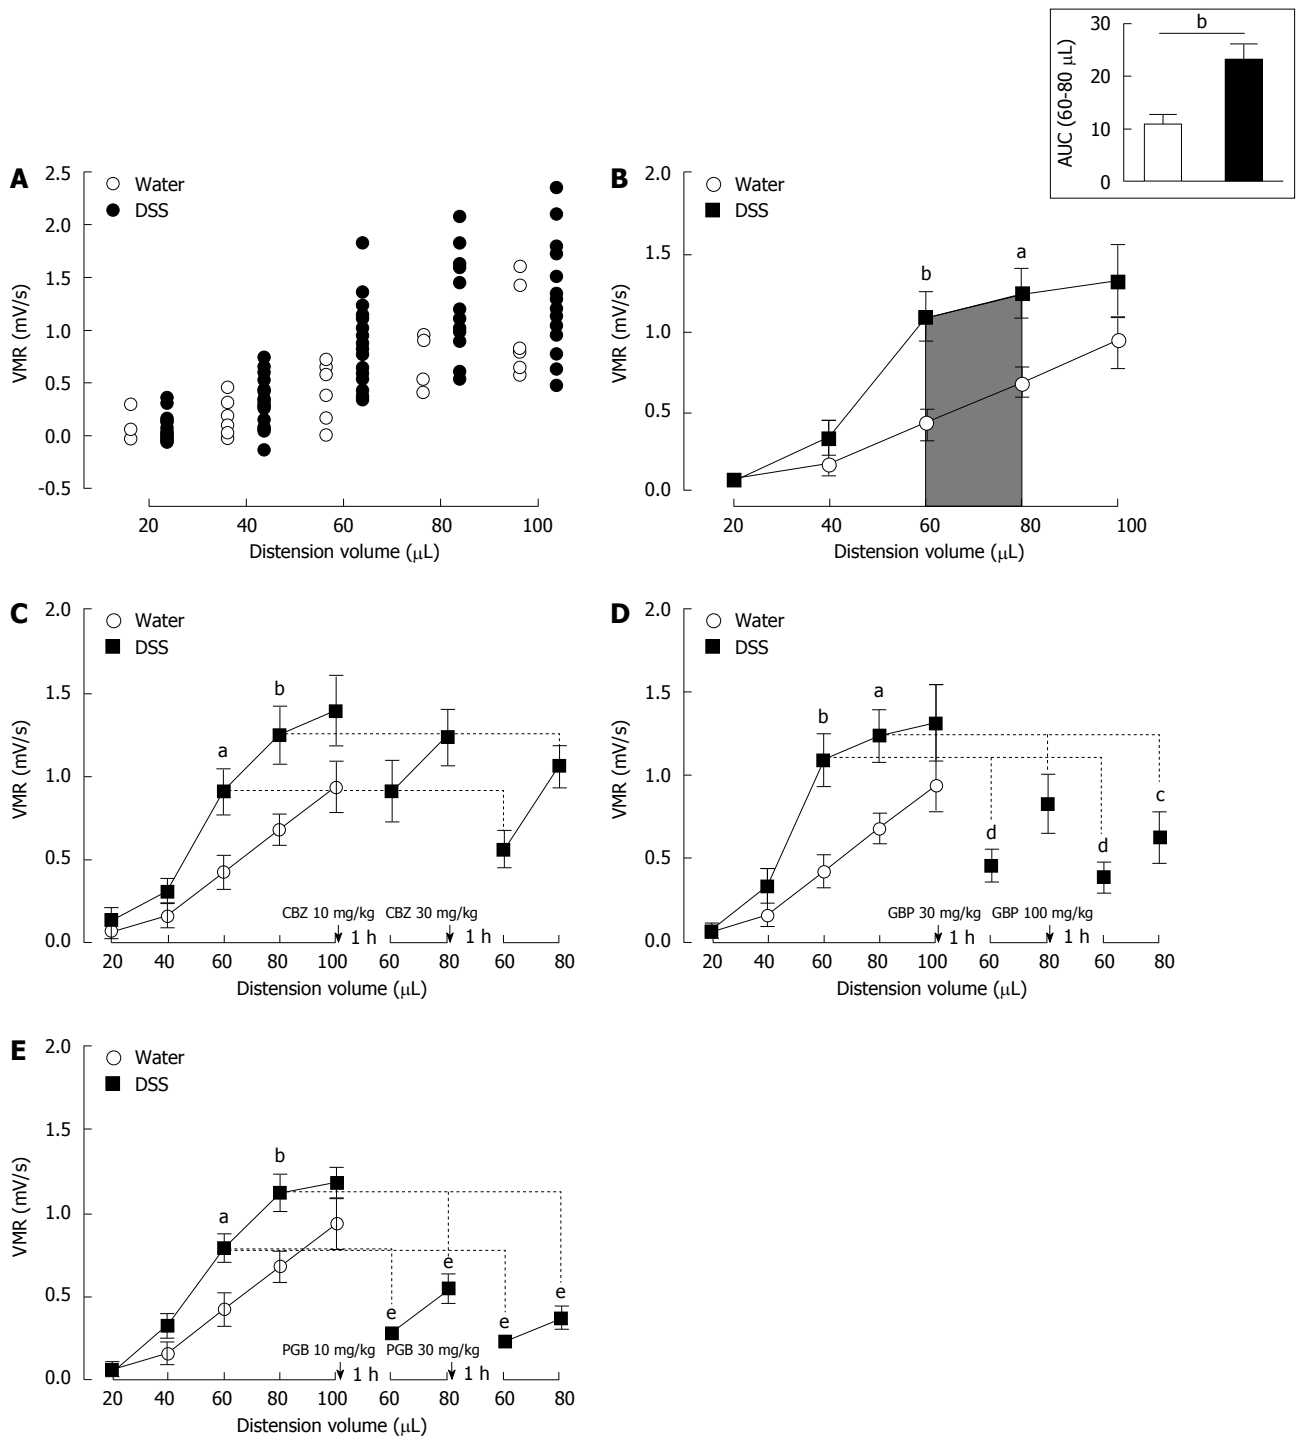 30
b
20
10
0
AUC (60-80 μL)
A
2.5
2.0
1.5
1.0
0.5
0.0
-0.5
VMR (mV/s)
Water
DSS
20 40 60 80 100
Distension volume (μL)
B
2.0
1.5
1.0
0.5
0.0
VMR (mV/s)
Water
DSS
b
a
20 40 60 80 100
Distension volume (μL)
C
2.0
1.5
1.0
0.5
0.0
VMR (mV/s)
Water
DSS
b
a
CBZ 10 mg/kg CBZ 30 mg/kg
1 h 1 h
20 40 60 80 100 60 80 60 80
Distension volume (μL)
D
2.0
1.5
1.0
0.5
0.0
VMR (mV/s)
Water
DSS
a
b
c
d d
GBP 30 mg/kg GBP 100 mg/kg
1 h 1 h
20 40 60 80 100 60 80 60 80
Distension volume (μL)
E
2.0
1.5
1.0
0.5
0.0
VMR (mV/s)
Water
DSS
b
a
e
e
e e
PGB 10 mg/kg PGB 30 mg/kg
1 h 1 h
20 40 60 80 100 60 80 60 80
Distension volume (μL)